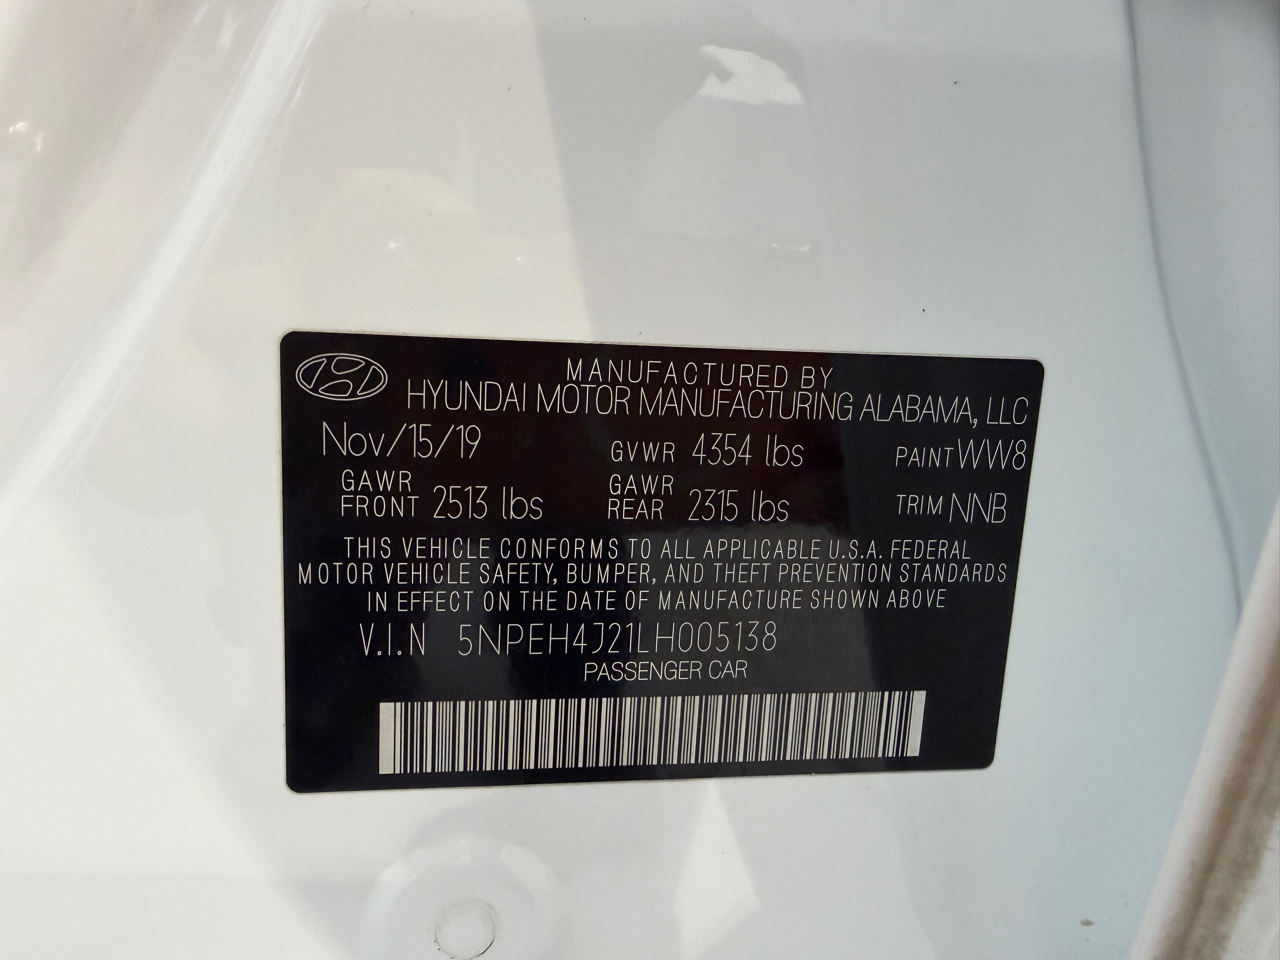 MANUFACTURED BY
HYUNDAI MOTOR MANUFACTURING ALABAMA, LLC
Nov/15/19 GVWR 4354 lbs PAINT WW8
GAWR FRONT 2513 lbs GAWR REAR 2315 lbs TRIM NNB
THIS VEHICLE CONFORMS TO ALL APPLICABLE U.S.A. FEDERAL
MOTOR VEHICLE SAFETY, BUMPER, AND THEFT PREVENTION STANDARDS
IN EFFECT ON THE DATE OF MANUFACTURE SHOWN ABOVE
V.I.N 5NPEH4J21LH005138
PASSENGER CAR